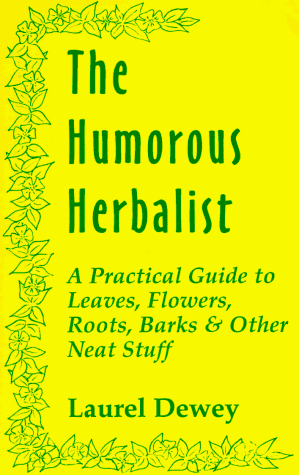 The
Humorous
Herbalist
A Practical Guide to
Leaves, Flowers,
Roots, Barks & Other
Neat Stuff
Laurel Dewey